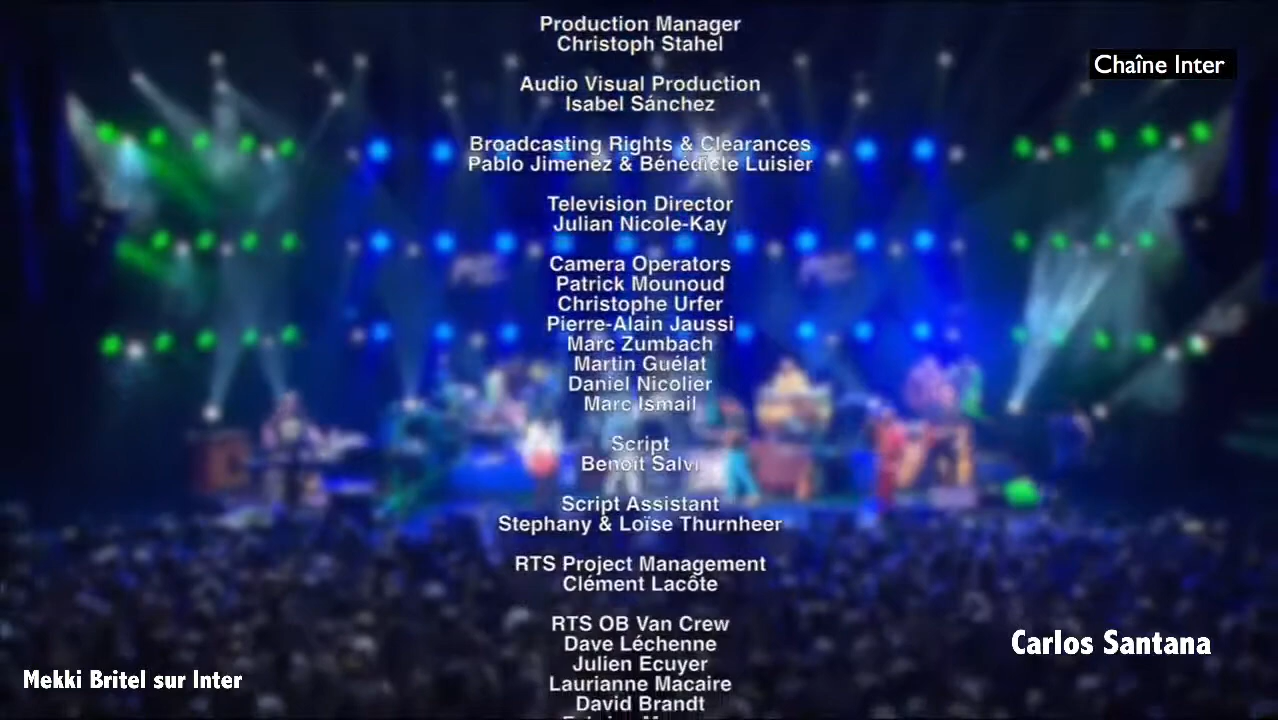 Production Manager
Christoph Stahel
Chaîne Inter
Audio Visual Production
Isabel Sánchez
Broadcasting Rights & Clearances
Pablo Jimenez & Bénédicte Luisier
Television Director
Julian Nicole-Kay
Camera Operators
Patrick Mounoud
Christophe Urfer
Pierre-Alain Jaussi
Marc Zumbach
Martin Guélat
Daniel Nicolier
Marc Ismail
Script
Benoît Salvi
Script Assistant
Stephany & Loïse Thurnheer
RTS Project Management
Clément Lacôte
RTS OB Van Crew
Dave Léchenne
Julien Ecuyer
Laurianne Macaire
David Brandt
Carlos Santana
Mekki Britel sur Inter